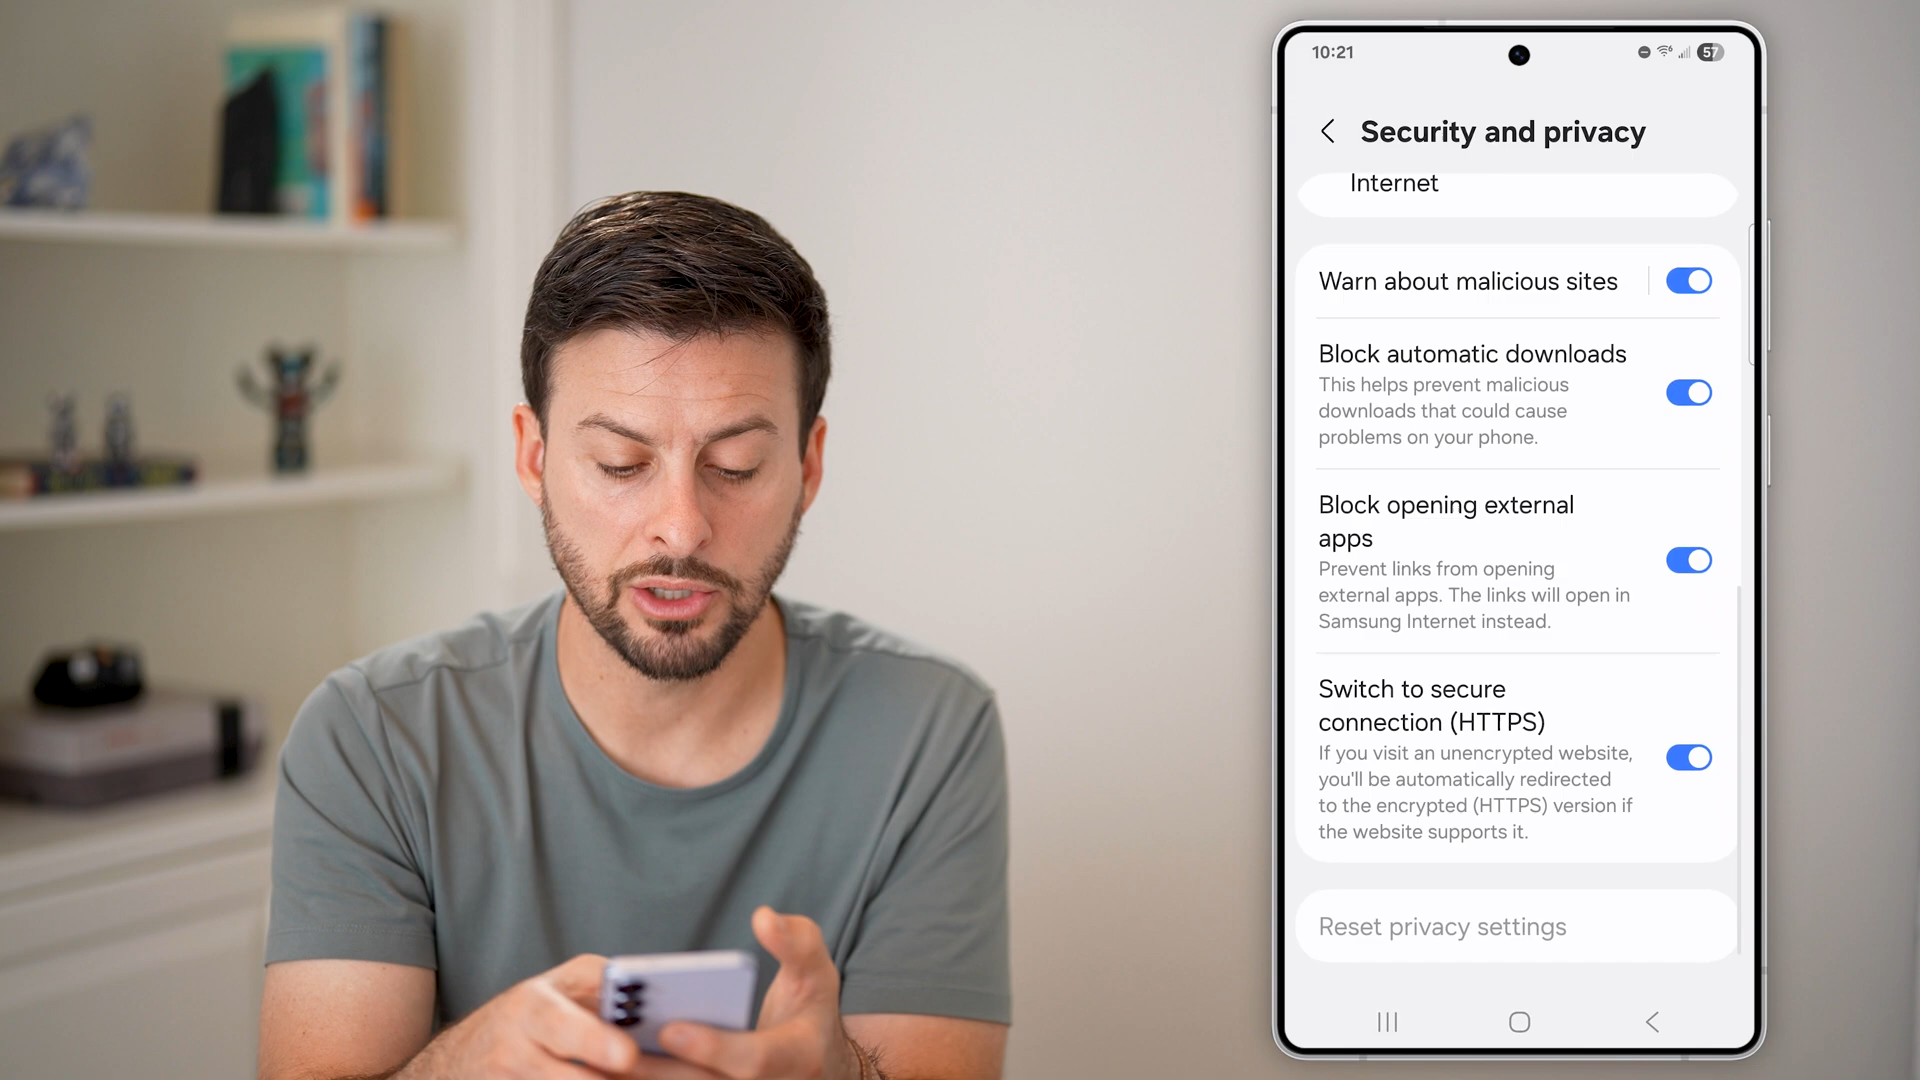 10:21
57
Security and privacy
Internet
Warn about malicious sites
Block automatic downloads
This helps prevent malicious
downloads that could cause
problems on your phone.
Block opening external
apps
Prevent links from opening
external apps. The links will open in
Samsung Internet instead.
Switch to secure
connection (HTTPS)
If you visit an unencrypted website,
you'll be automatically redirected
to the encrypted (HTTPS) version if
the website supports it.
Reset privacy settings